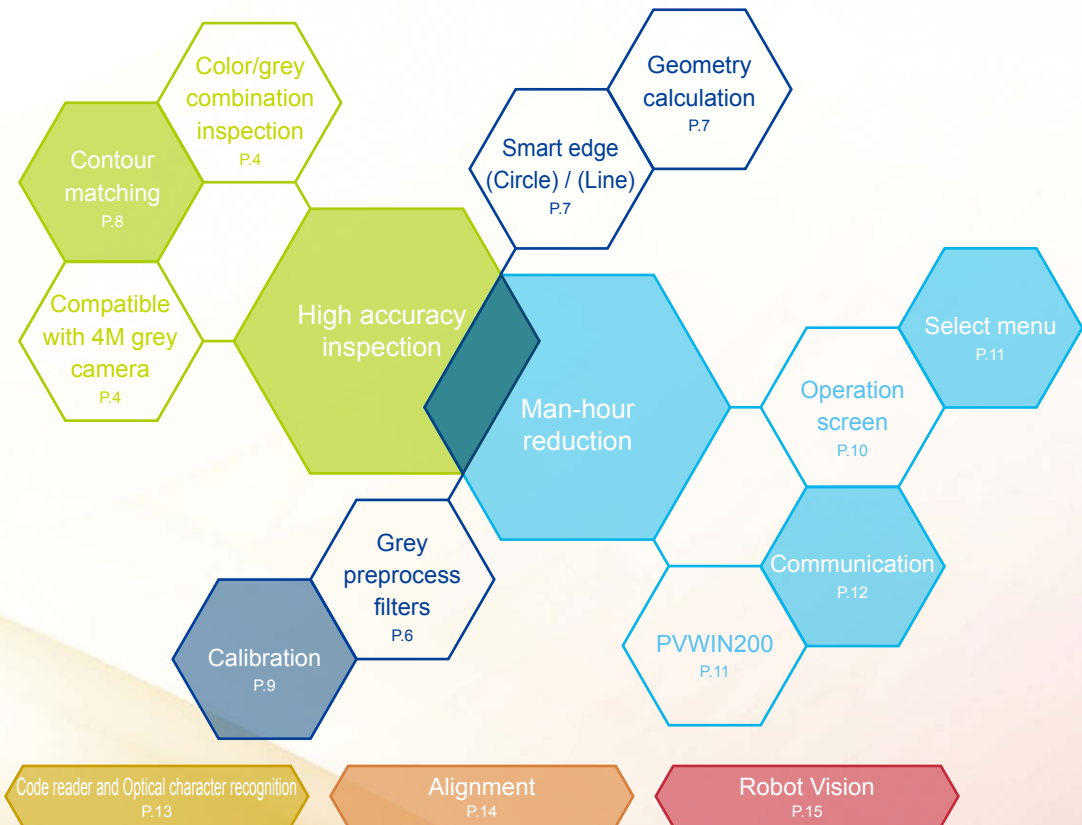 Color/grey
combination
inspection
P.4
Contour
matching
P.8
Compatible
with 4M grey
camera
P.4
High accuracy
inspection
Geometry
calculation
P.7
Smart edge
(Circle) / (Line)
P.7
Man-hour
reduction
Select menu
P.11
Operation
screen
P.10
Communication
P.12
PVWIN200
P.11
Grey
preprocess
filters
P.6
Calibration
P.9
Code reader and Optical character recognition
P.13
Alignment
P.14
Robot Vision
P.15